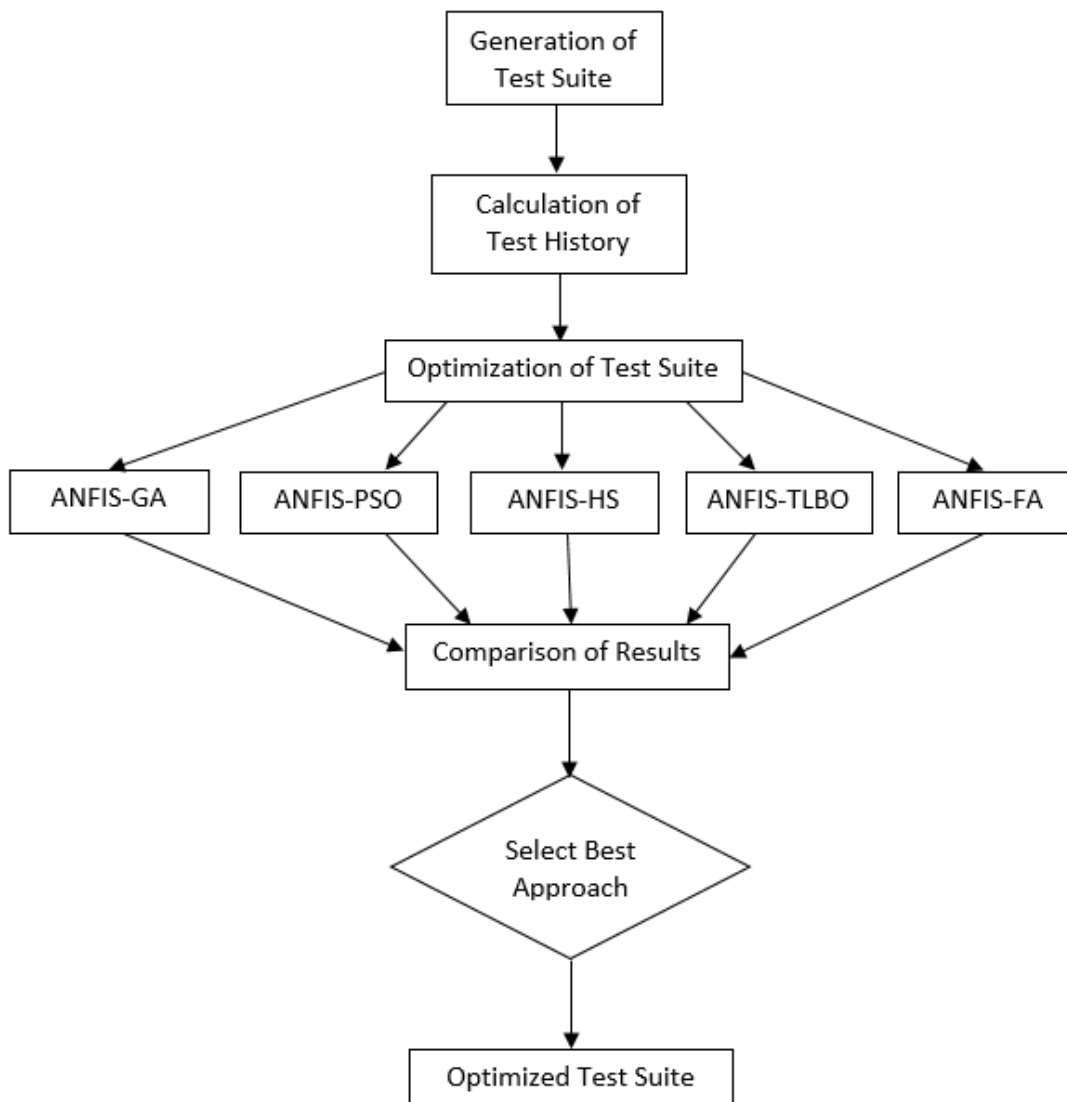 Generation of
Test Suite
Calculation of
Test History
Optimization of Test Suite
ANFIS-GA
ANFIS-PSO
ANFIS-HS
ANFIS-TLBO
ANFIS-FA
Comparison of Results
Select Best
Approach
Optimized Test Suite